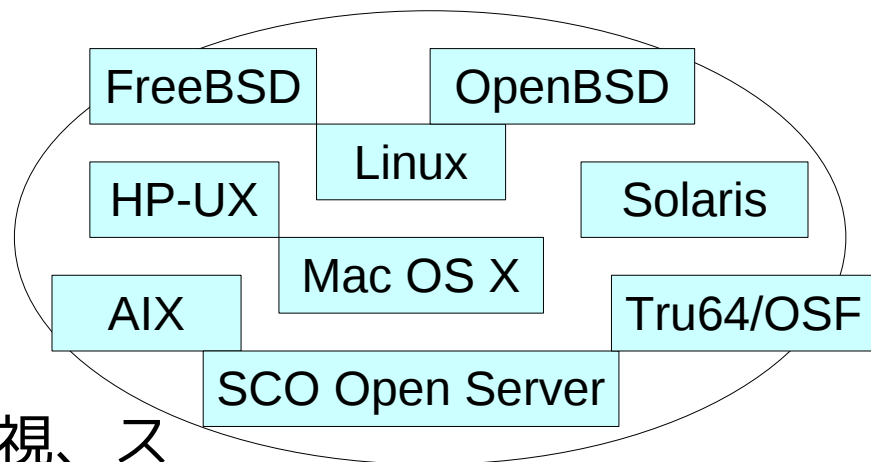 FreeBSD
OpenBSD
Linux
HP-UX
Solaris
Mac OS X
AIX
Tru64/OSF
SCO Open Server
視、ス